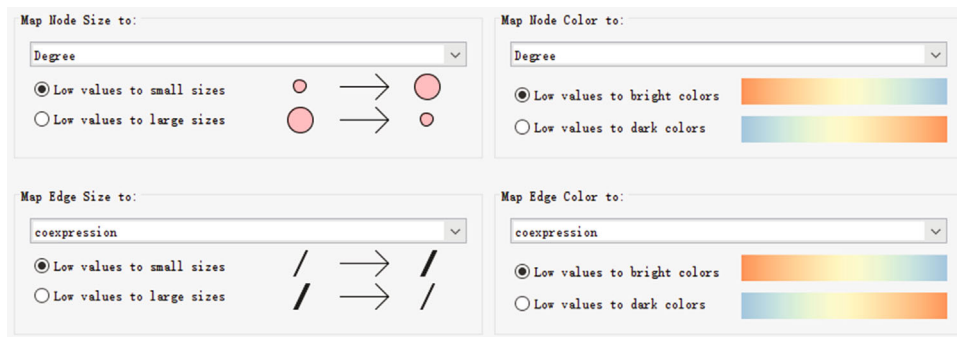 Map Node Size to:
Degree
Low values to small sizes
Low values to large sizes
Map Node Color to:
Degree
Low values to bright colors
Low values to dark colors
Map Edge Size to:
coexpression
Low values to small sizes
Low values to large sizes
Map Edge Color to:
coexpression
Low values to bright colors
Low values to dark colors